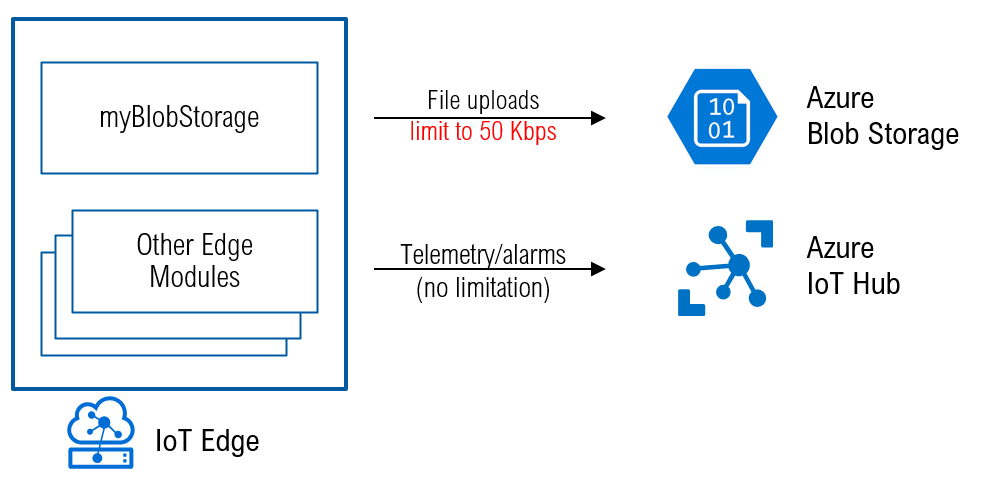 myBlobStorage
File uploads
limit to 50 Kbps
10
01
Azure
Blob Storage
Other Edge
Modules
Telemetry/alarms
(no limitation)
Azure
IoT Hub
IoT Edge